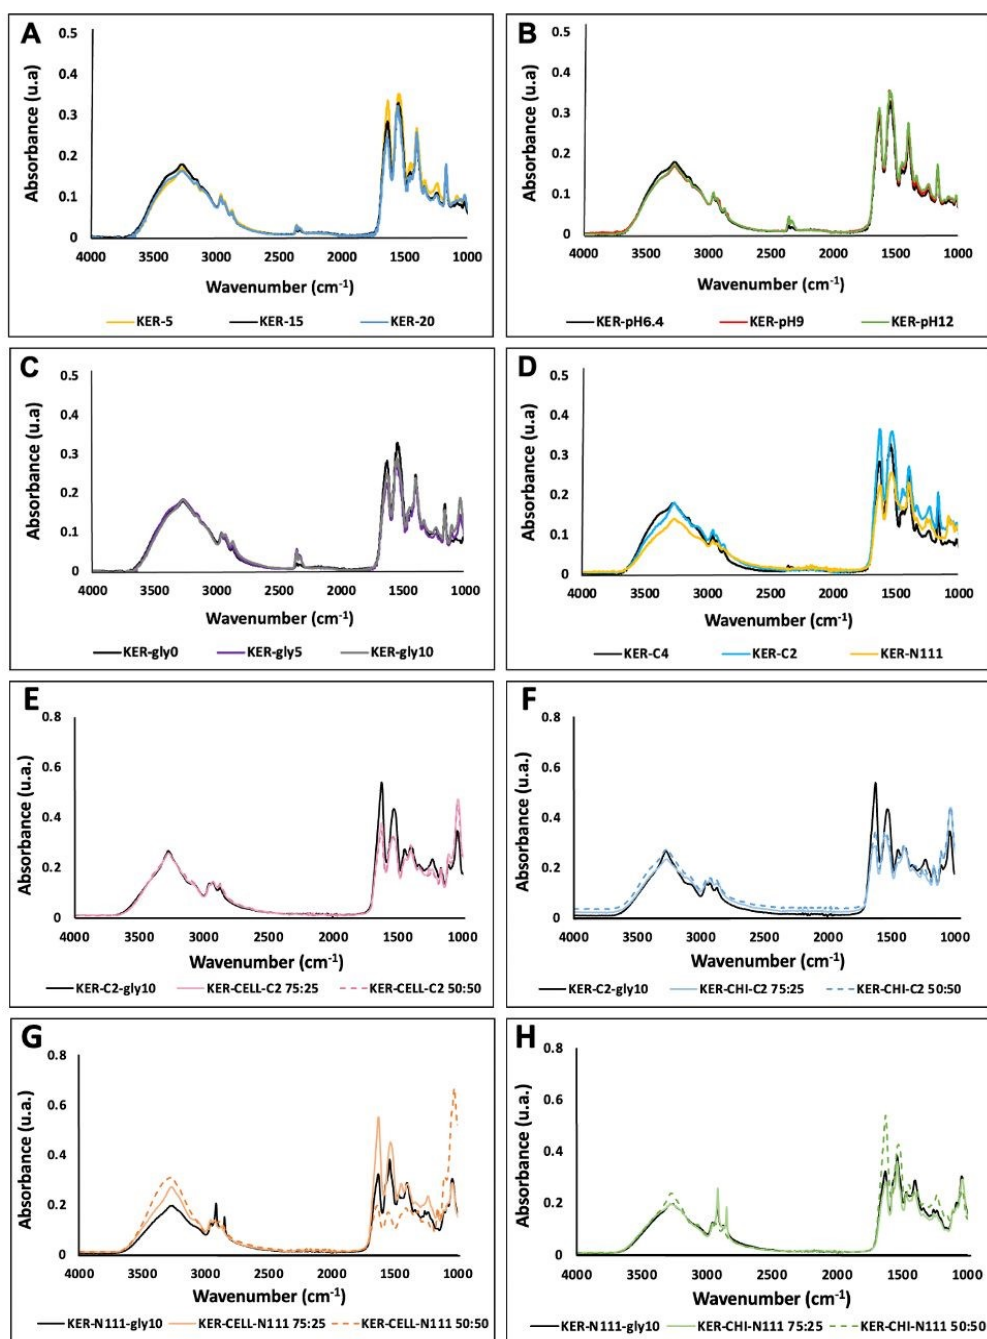 A
Absorbance (u.a)
0.5
0.4
0.3
0.2
0.1
0
4000 3500 3000 2500 2000 1500 1000
Wavenumber (cm⁻¹)
KER-5 KER-15 KER-20
B
Absorbance (u.a)
0.5
0.4
0.3
0.2
0.1
0
4000 3500 3000 2500 2000 1500 1000
Wavenumber (cm⁻¹)
KER-pH6.4 KER-pH9 KER-pH12
C
Absorbance (u.a)
0.5
0.4
0.3
0.2
0.1
0
4000 3500 3000 2500 2000 1500 1000
Wavenumber (cm⁻¹)
KER-gly0 KER-gly5 KER-gly10
D
Absorbance (u.a)
0.5
0.4
0.3
0.2
0.1
0
4000 3500 3000 2500 2000 1500 1000
Wavenumber (cm⁻¹)
KER-C4 KER-C2 KER-N111
E
Absorbance (u.a.)
0.8
0.6
0.4
0.2
0
4000 3500 3000 2500 2000 1500 1000
Wavenumber (cm⁻¹)
KER-C2-gly10 KER-CELL-C2 75:25 KER-CELL-C2 50:50
F
Absorbance (u.a.)
0.8
0.6
0.4
0.2
0
4000 3500 3000 2500 2000 1500 1000
Wavenumber (cm⁻¹)
KER-C2-gly10 KER-CHI-C2 75:25 KER-CHI-C2 50:50
G
Absorbance (u.a.)
0.8
0.6
0.4
0.2
0
4000 3500 3000 2500 2000 1500 1000
Wavenumber (cm⁻¹)
KER-N111-gly10 KER-CELL-N111 75:25 KER-CELL-N111 50:50
H
Absorbance (u.a.)
0.8
0.6
0.4
0.2
0
4000 3500 3000 2500 2000 1500 1000
Wavenumber (cm⁻¹)
KER-N111-gly10 KER-CHI-N111 75:25 KER-CHI-N111 50:50